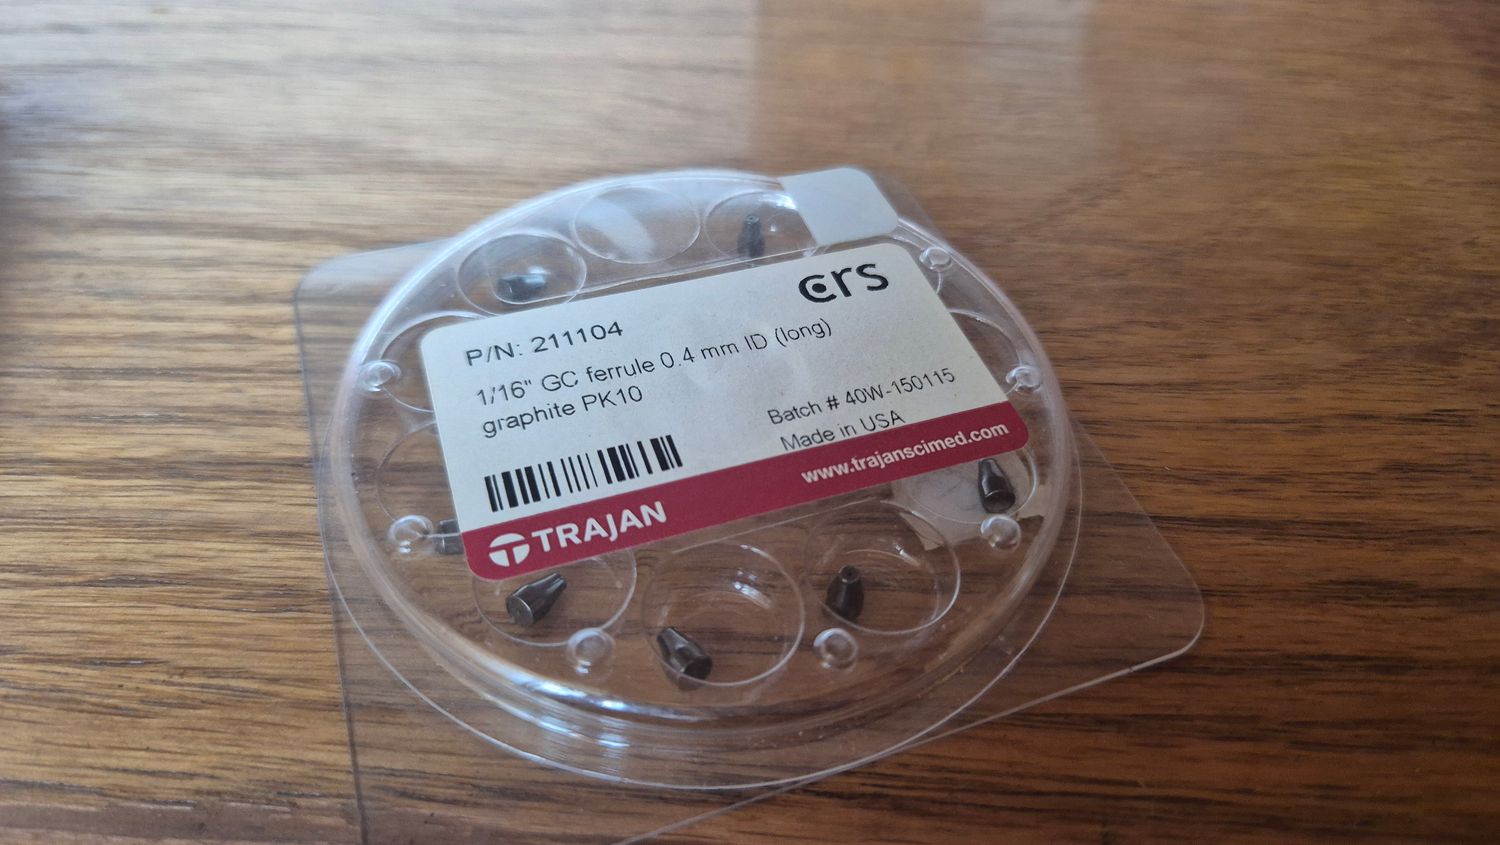 crs
P/N: 211104
1/16" GC ferrule 0.4 mm ID (long)
graphite PK10
Batch # 40W-150115
Made in USA
www.trajanscimed.com
TRAJAN